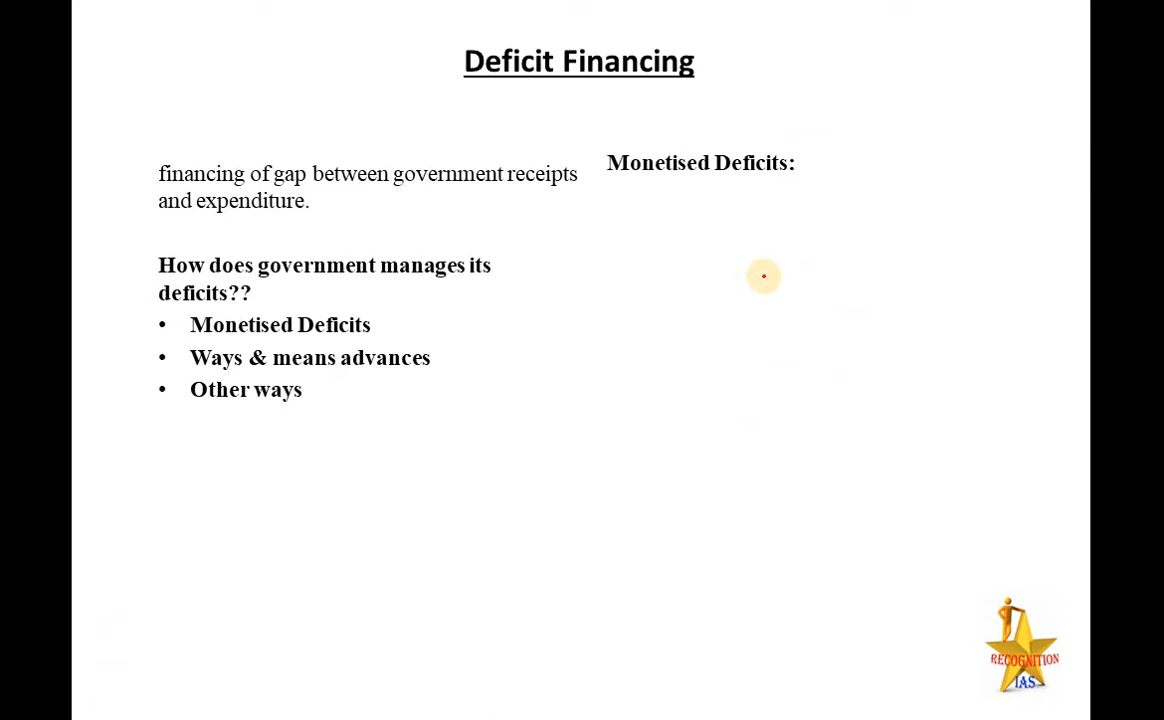 Deficit Financing
financing of gap between government receipts
and expenditure.
How does government manages its
deficits??
• Monetised Deficits
• Ways & means advances
• Other ways
Monetised Deficits:
RECOGNITION
IAS